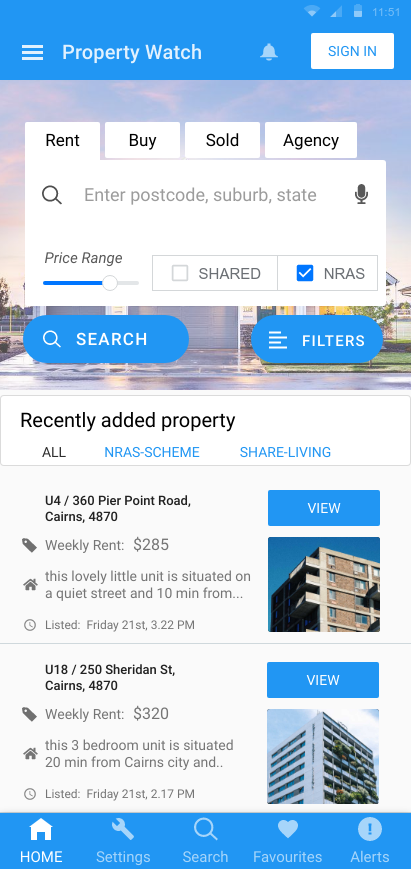 11:51
Property Watch
SIGN IN
Rent
Buy
Sold
Agency
Enter postcode, suburb, state
Price Range
SHARED
NRAS
SEARCH
FILTERS
Recently added property
ALL
NRAS-SCHEME
SHARE-LIVING
U4 / 360 Pier Point Road,
Cairns, 4870
VIEW
Weekly Rent: $285
this lovely little unit is situated on
a quiet street and 10 min from...
Listed: Friday 21st, 3.22 PM
U18 / 250 Sheridan St,
Cairns, 4870
VIEW
Weekly Rent: $320
this 3 bedroom unit is situated
20 min from Cairns city and..
Listed: Friday 21st, 2.17 PM
HOME
Settings
Search
Favourites
Alerts